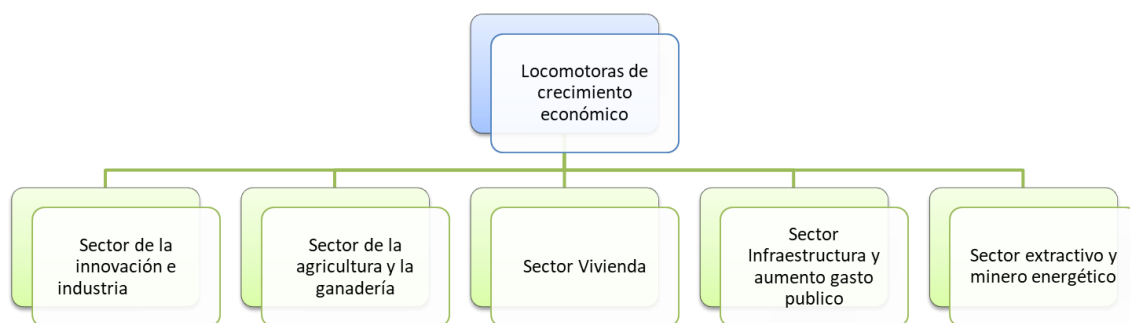 Locomotoras de
crecimiento
económico
Sector de la
innovación e
industria
Sector de la
agricultura y la
ganadería
Sector Vivienda
Sector
Infraestructura y
aumento gasto
publico
Sector extractivo y
minero energético